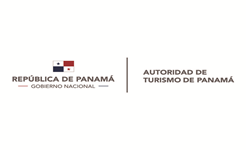 REPÚBLICA DE PANAMÁ
GOBIERNO NACIONAL
AUTORIDAD DE
TURISMO DE PANAMÁ